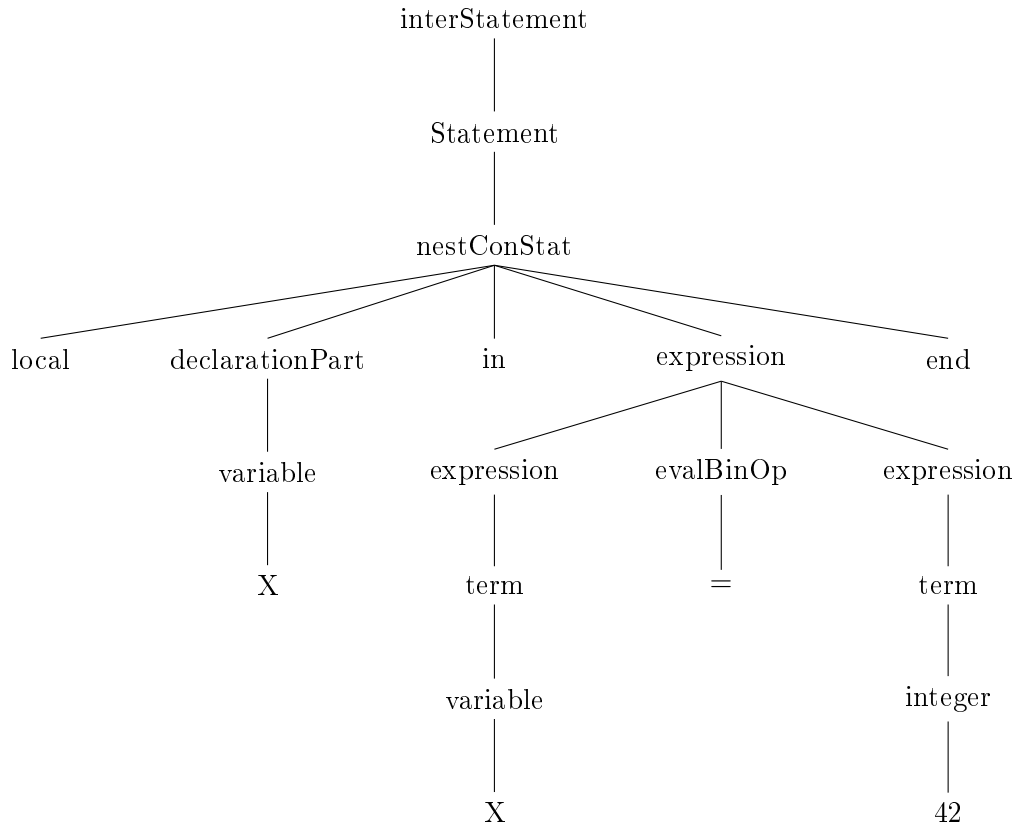 interStatement
Statement
nestConStat
local declarationPart in expression end
variable expression evalBinOp expression
X term = term
variable integer
X 42